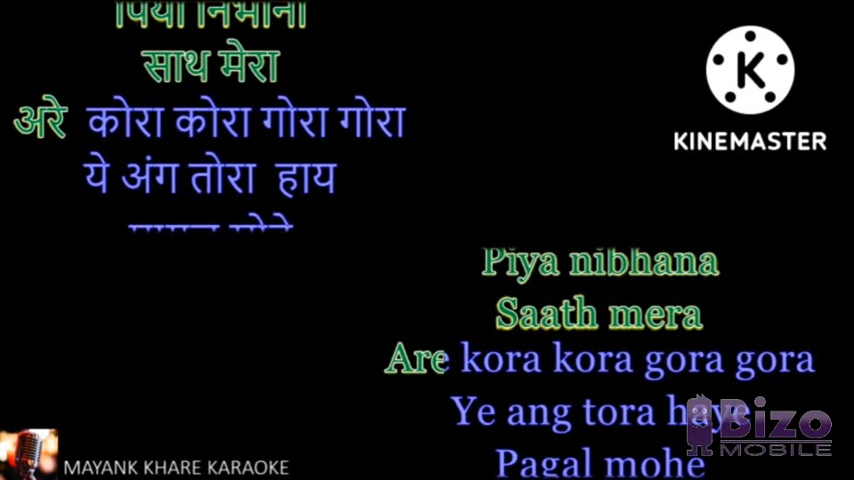 पिया निभाना
साथ मेरा
अरे कोरा कोरा गोरा गोरा
ये अंग तोरा हाय
KINEMASTER
Piya nibhana
Saath mera
Are kora kora gora gora
Ye ang tora haye
Pagal mohe
Bizo
MOBILE
MAYANK KHARE KARAOKE